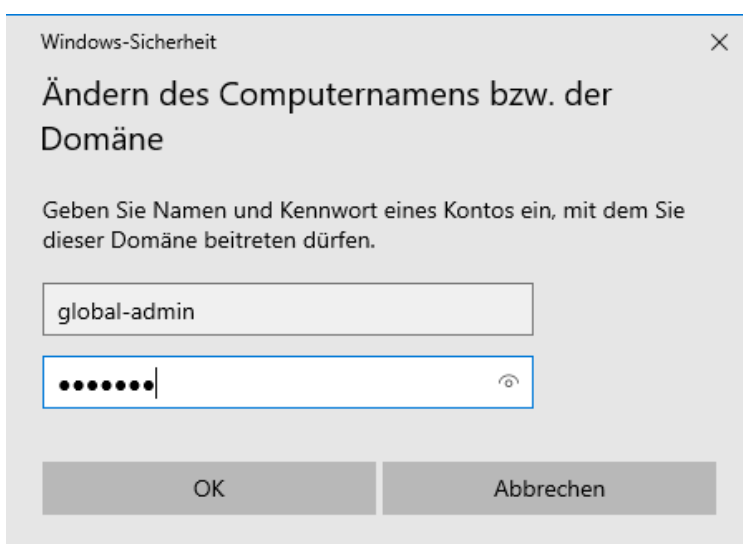 Windows-Sicherheit
Ändern des Computernamens bzw. der
Domäne
Geben Sie Namen und Kennwort eines Kontos ein, mit dem Sie
dieser Domäne beitreten dürfen.
global-admin
●●●●●●●
OK Abbrechen